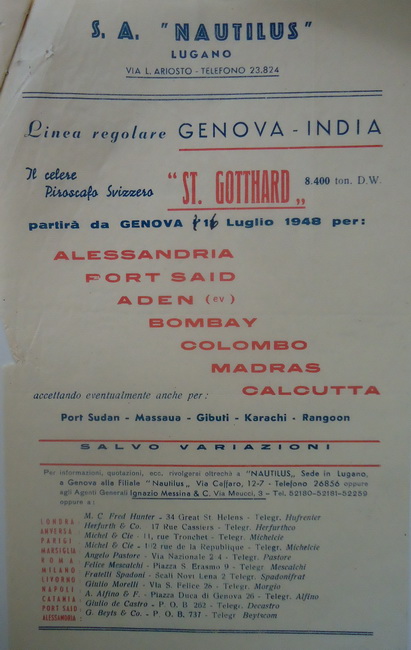 S. A. "NAUTILUS"
LUGANO
VIA L. ARIOSTO - TELEFONO 23.824
Linea regolare GENOVA - INDIA
Il celere
Piroscafo Svizzero "ST. GOTTHARD" 8.400 ton. D.W.
partirà da GENOVA 16 Luglio 1948 per:
ALESSANDRIA
PORT SAID
ADEN (ev)
BOMBAY
COLOMBO
MADRAS
CALCUTTA
accettando eventualmente anche per:
Port Sudan - Massaua - Gibuti - Karachi - Rangoon
SALVO VARIAZIONI
Per informazioni, quotazioni, ecc. rivolgersi oltreché a "NAUTILUS„ Sede in Lugano,
a Genova alla Filiale "Nautilus„ Via Caffaro, 12-7 - Telefono 26856 oppure
agli Agenti Generali Ignazio Messina & C. Via Meucci, 3 - Tel. 52180-52181-52259
oppure a:
LONDRA: M. C Fred Hunter - 34 Great St. Helens - Telegr. Hufrenter
ANVERSA: Herfurth & Co. 17 Rue Cassiers - Telegr. Herfurtheo
PARIGI Michel & Cie - 11, rue Tronchet - Telegr. Michelcie
MARSIGLIA Michel & Cie - 102 rue de la Republique - Telegr. Michelcie
ROMA: Angelo Pastore - Via Nazionale 24 - Telegr. Pastore
MILANO: Felice Mescalchi - Piazza S. Erasmo 9 - Telegr. Mescalchi
LIVORNO Fratelli Spadoni - Scali Novi Lena 2 Telegr. Spadonifrat
NAPOLI: Giulio Morelli - Via S. Felice 26 - Telegr. Morgio
CATANIA: A. Alfino & F. - Piazza Duca di Genova 26 - Telegr. Alfino
PORT SAID: Giulio de Castro - P. O. B 262 - Telegr. Decastro
ALESSANDRIA: G. Beyts & Co. - P. O. B. 731 - Telegr Beytscom